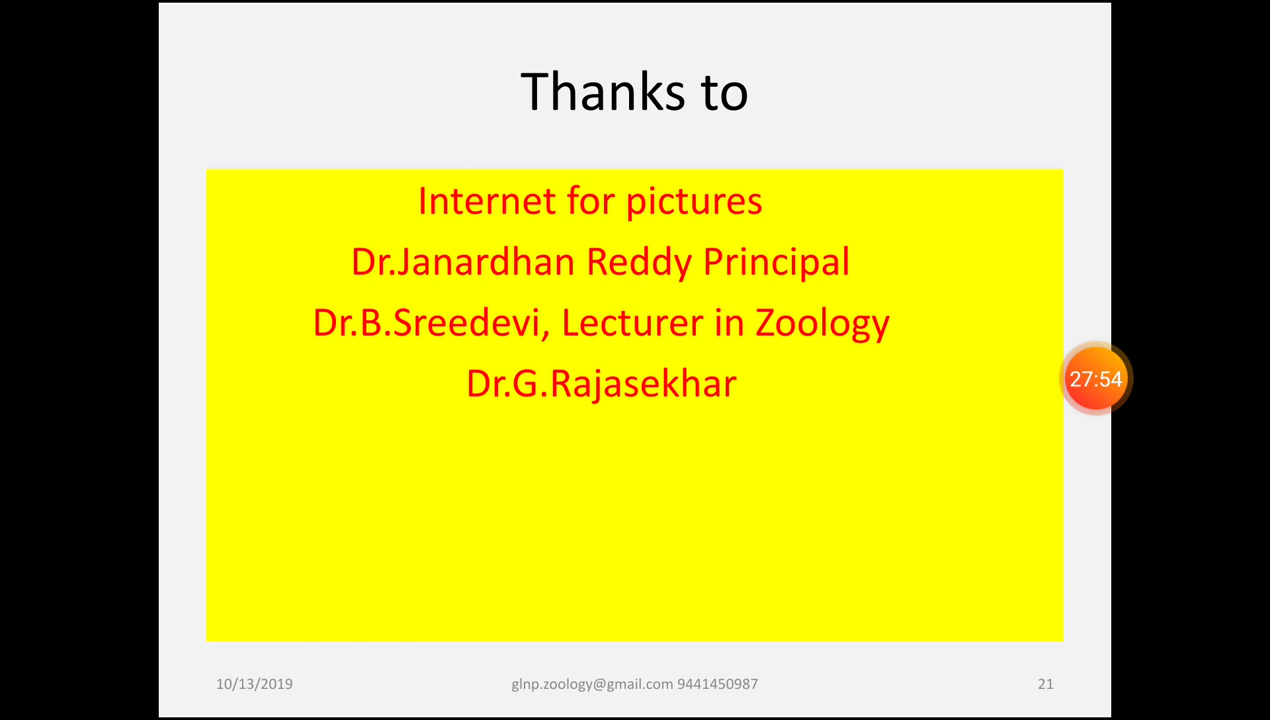 Thanks to
Internet for pictures
Dr.Janardhan Reddy Principal
Dr.B.Sreedevi, Lecturer in Zoology
Dr.G.Rajasekhar
27:54
10/13/2019
glnp.zoology@gmail.com 9441450987
21